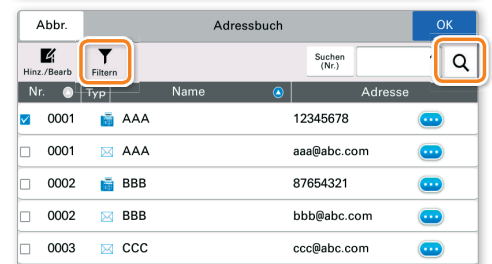 Abbr. Adressbuch OK
Hinz./Bearb Filtern Suchen (Nr.)
Nr. Typ Name Adresse
0001 AAA 12345678
0001 AAA aaa@abc.com
0002 BBB 87654321
0002 BBB bbb@abc.com
0003 CCC ccc@abc.com